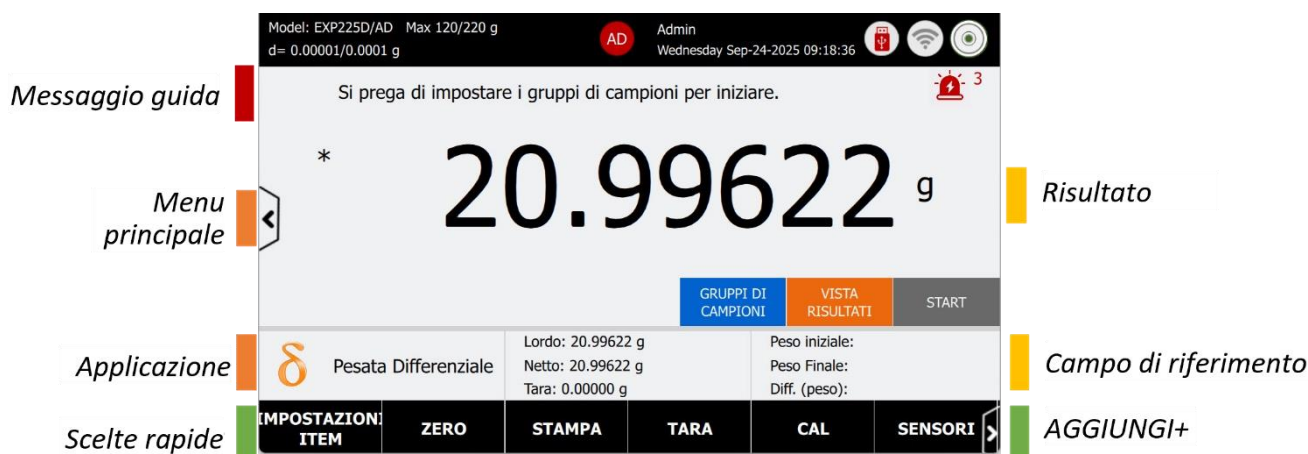 Model: EXP225D/AD Max 120/220 g
d= 0.00001/0.0001 g
AD
Admin
Wednesday Sep-24-2025 09:18:36
Messaggio guida
Si prega di impostare i gruppi di campioni per iniziare.
3
*
20.99622 g
Menu
principale
Risultato
GRUPPI DI
CAMPIONI
VISTA
RISULTATI
START
Applicazione
δ
Pesata Differenziale
Lordo: 20.99622 g
Netto: 20.99622 g
Tara: 0.00000 g
Peso iniziale:
Peso Finale:
Diff. (peso):
Campo di riferimento
Scelte rapide
IMPOSTAZIONI
ITEM
ZERO
STAMPA
TARA
CAL
SENSORI
AGGIUNGI+